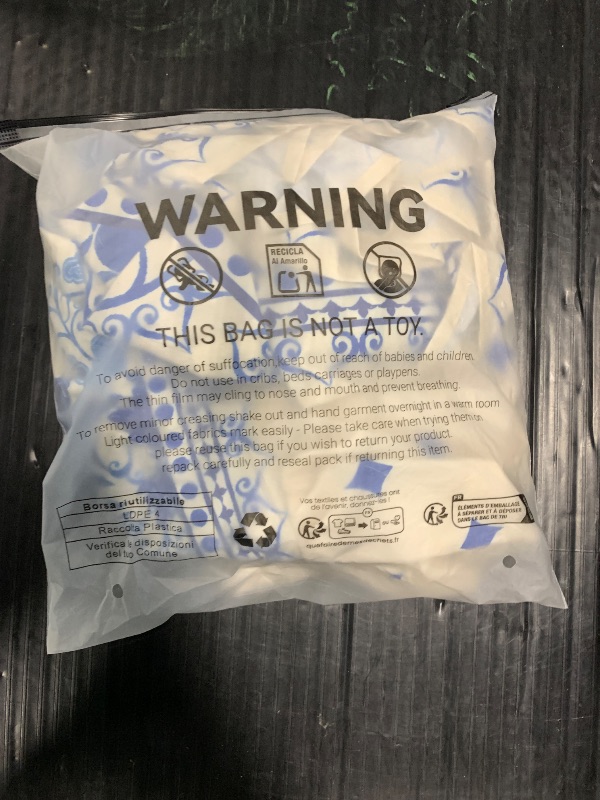 WARNING
RECICLA
Al Amarillo
THIS BAG IS NOT A TOY.
To avoid danger of suffocation,keep out of reach of babies and children
Do not use in cribs, beds carriages or playpens.
The thin film may cling to nose and mouth and prevent breathing.
To remove minor creasing shake out and hand garment overnight in a warm room
Light coloured fabrics mark easily - Please take care when trying them on
please reuse this bag if you wish to return your product.
repack carefully and reseal pack if returning this item.
Borsa riutilizzabile
LDPE 4
Raccolta Plastica
Verifica le disposizioni
del tuo Comune
Vos textiles et chaussures ont
de l'avenir, donnez-les !
FR
quefairedemesdechets.fr
FR
ÉLÉMENTS D'EMBALLAGE
À SÉPARER ET À DÉPOSER
DANS LE BAC DE TRI